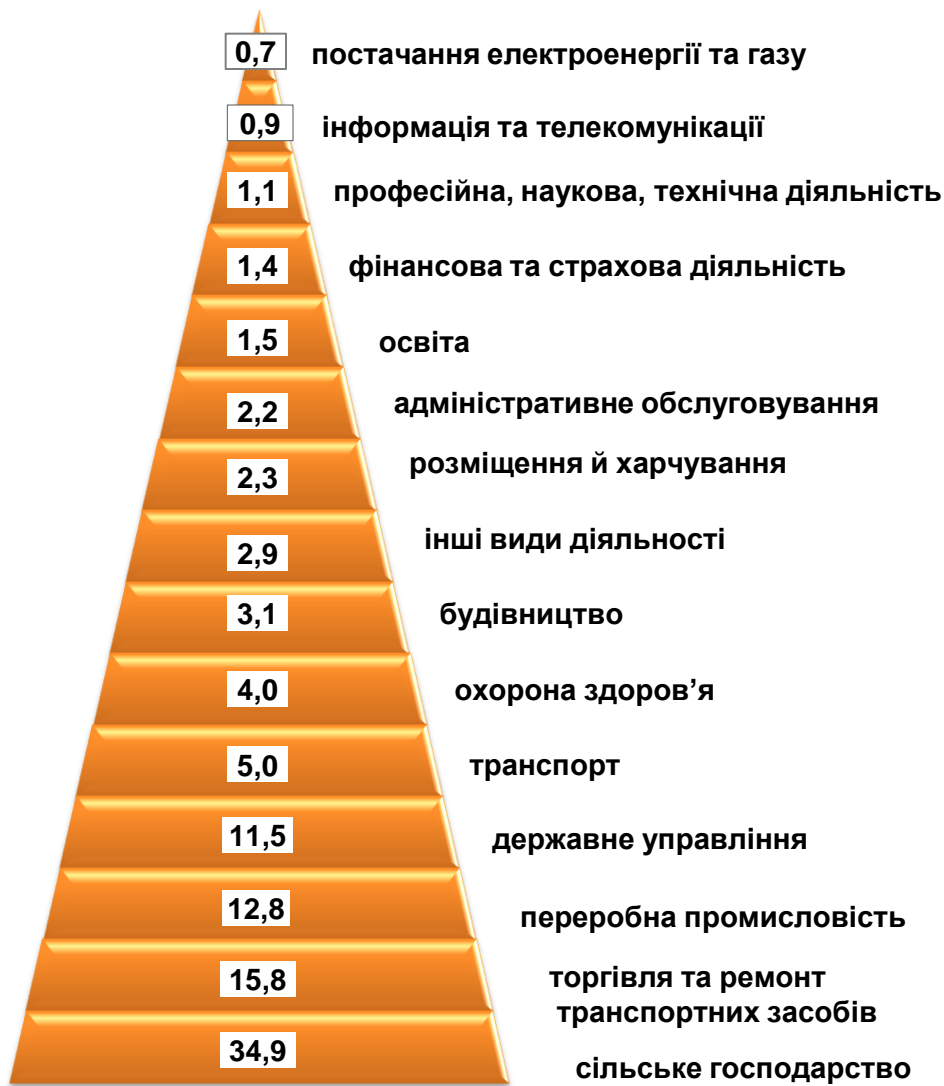 0,7 постачання електроенергії та газу
0,9 інформація та телекомунікації
1,1 професійна, наукова, технічна діяльність
1,4 фінансова та страхова діяльність
1,5 освіта
2,2 адміністративне обслуговування
2,3 розміщення й харчування
2,9 інші види діяльності
3,1 будівництво
4,0 охорона здоров’я
5,0 транспорт
11,5 державне управління
12,8 переробна промисловість
15,8 торгівля та ремонт
транспортних засобів
34,9 сільське господарство